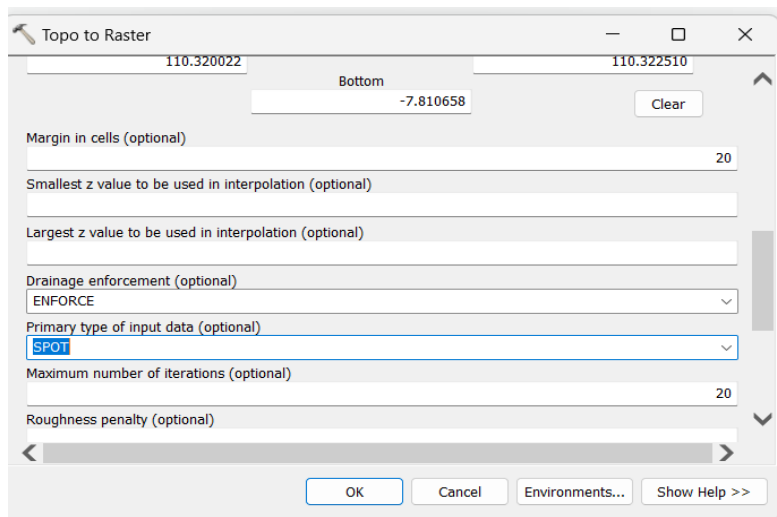 Topo to Raster
110.320022 110.322510
Bottom
-7.810658
Clear
Margin in cells (optional)
20
Smallest z value to be used in interpolation (optional)
Largest z value to be used in interpolation (optional)
Drainage enforcement (optional)
ENFORCE
Primary type of input data (optional)
SPOT
Maximum number of iterations (optional)
20
Roughness penalty (optional)
OK Cancel Environments... Show Help >>